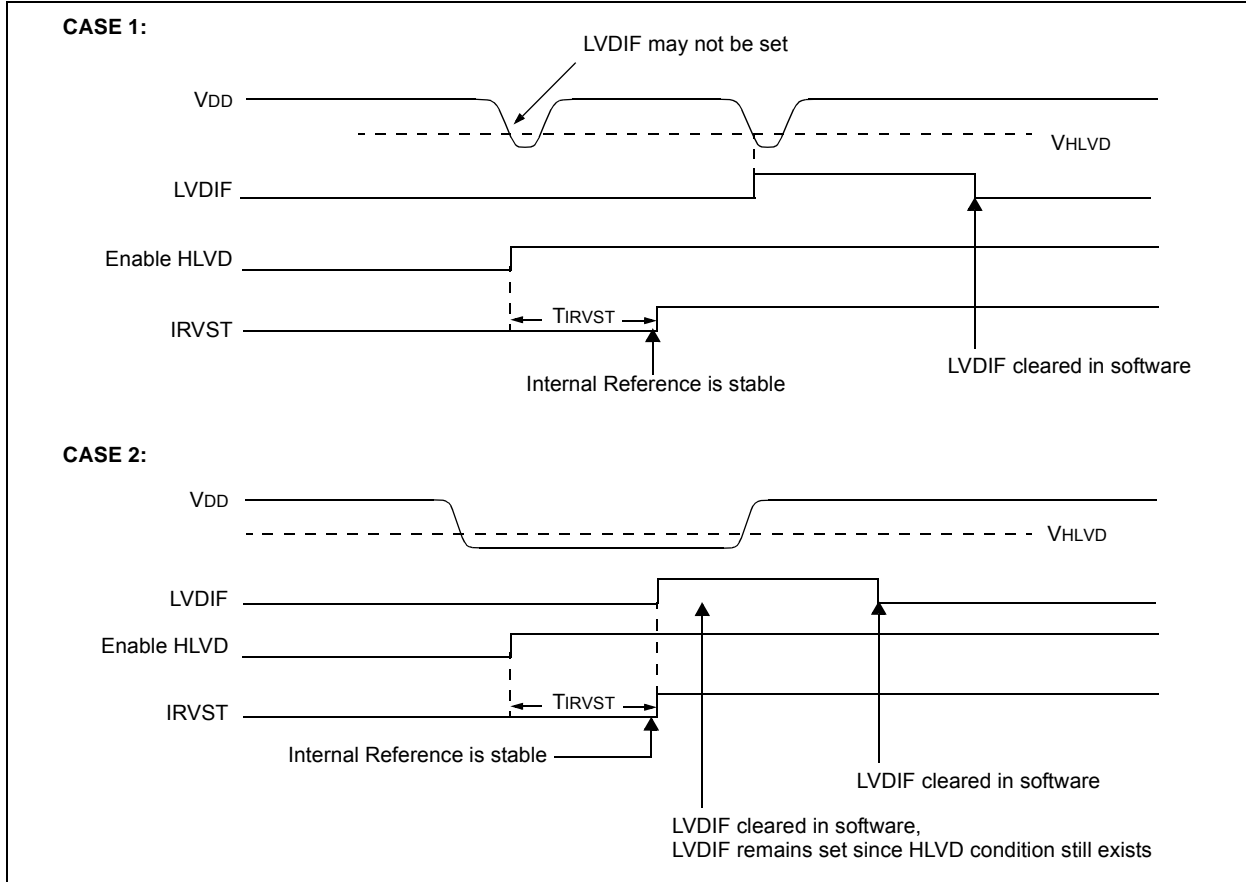 CASE 1:
LVDIF may not be set
VDD
VHLVD
LVDIF
Enable HLVD
TIRVST
IRVST
LVDIF cleared in software
Internal Reference is stable
CASE 2:
VDD
VHLVD
LVDIF
Enable HLVD
TIRVST
IRVST
Internal Reference is stable
LVDIF cleared in software
LVDIF cleared in software,
LVDIF remains set since HLVD condition still exists